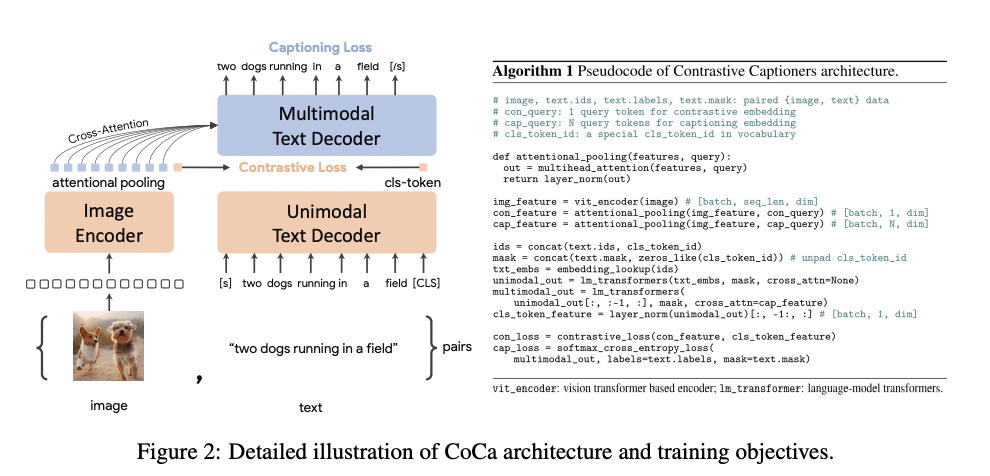 Captioning Loss
two dogs running in a field [/s]
Multimodal
Text Decoder
Cross-Attention
Contrastive Loss
attentional pooling
cls-token
Image
Encoder
Unimodal
Text Decoder
[s] two dogs running in a field [CLS]
“two dogs running in a field”
pairs
,
image
text
Algorithm 1 Pseudocode of Contrastive Captioners architecture.
# image, text.ids, text.labels, text.mask: paired {image, text} data
# con_query: 1 query token for contrastive embedding
# cap_query: N query tokens for captioning embedding
# cls_token_id: a special cls_token_id in vocabulary
def attentional_pooling(features, query):
out = multihead_attention(features, query)
return layer_norm(out)
img_feature = vit_encoder(image) # [batch, seq_len, dim]
con_feature = attentional_pooling(img_feature, con_query) # [batch, 1, dim]
cap_feature = attentional_pooling(img_feature, cap_query) # [batch, N, dim]
ids = concat(text.ids, cls_token_id)
mask = concat(text.mask, zeros_like(cls_token_id)) # unpad cls_token_id
txt_embs = embedding_lookup(ids)
unimodal_out = lm_transformers(txt_embs, mask, cross_attn=None)
multimodal_out = lm_transformers(
unimodal_out[:, :-1, :], mask, cross_attn=cap_feature)
cls_token_feature = layer_norm(unimodal_out)[:, -1:, :] # [batch, 1, dim]
con_loss = contrastive_loss(con_feature, cls_token_feature)
cap_loss = softmax_cross_entropy_loss(
multimodal_out, labels=text.labels, mask=text.mask)
vit_encoder: vision transformer based encoder; lm_transformer: language-model transformers.
Figure 2: Detailed illustration of CoCa architecture and training objectives.